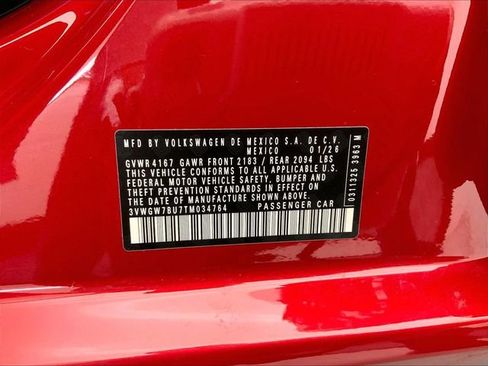 MFD BY VOLKSWAGEN DE MEXICO S.A. DE C.V.
MEXICO 01/26
GVWR 4167 GAWR FRONT 2183 / REAR 2094 LBS
THIS VEHICLE CONFORMS TO ALL APPLICABLE U.S.
FEDERAL MOTOR VEHICLE SAFETY, BUMPER AND
THEFT PREVENTION STANDARDS IN EFFECT ON
THE DATE OF MANUFACTURE SHOWN ABOVE.
3VWGW7BU7TM034764 PASSENGER CAR
0311325 3963 M